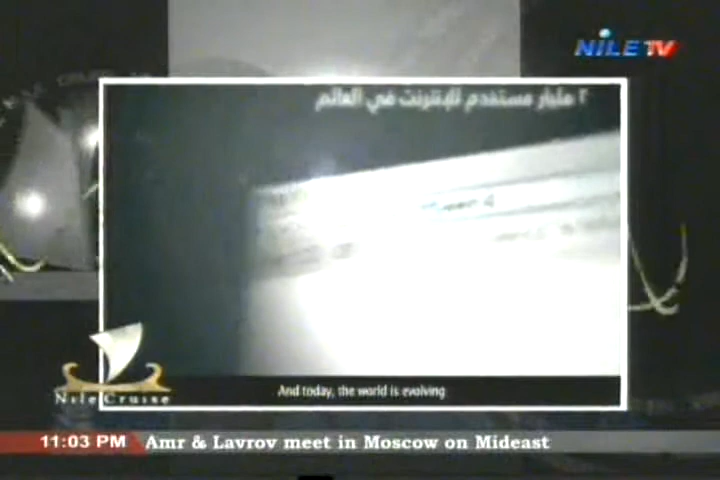 NiLE TV
٢ مليار مستخدم للإنترنت في العالم
And today, the world is evolving
Nile Cruise
11:03 PM Amr & Lavrov meet in Moscow on Mideast